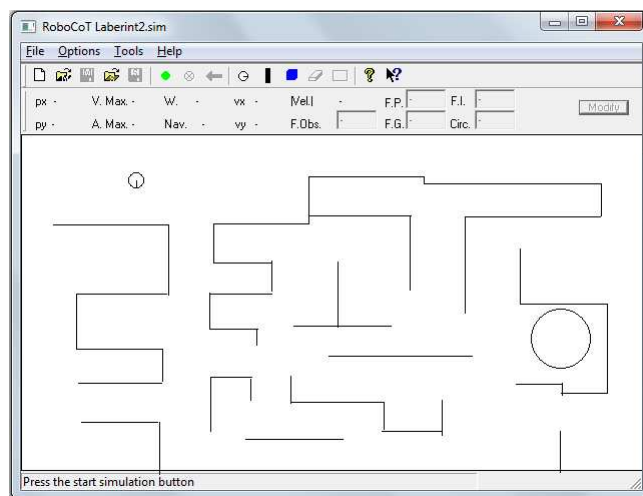 RoboCoT Laberint2.sim
File Options Tools Help
px - V. Max. - W. - vx - |Vel.| - F.P. - F.I. - Modify
py - A. Max. - Nav. - vy - F.Obs. - F.G. - Circ. -
Press the start simulation button